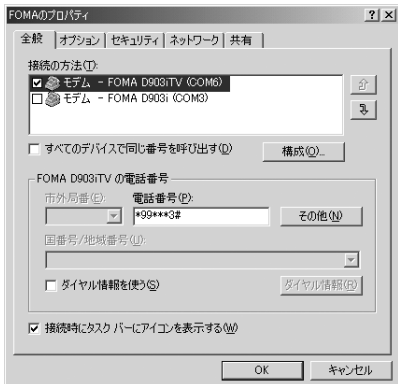 FOMAのプロパティ
全般 オプション セキュリティ ネットワーク 共有
接続の方法(T):
モデム - FOMA D903iTV (COM6)
モデム - FOMA D903i (COM3)
すべてのデバイスで同じ番号を呼び出す(D) 構成(O)...
FOMA D903iTV の電話番号
市外局番(E): 電話番号(P):
*99***3# その他(N)
国番号/地域番号(U):
ダイヤル情報を使う(S) ダイヤル情報(R)
接続時にタスク バーにアイコンを表示する(W)
OK キャンセル